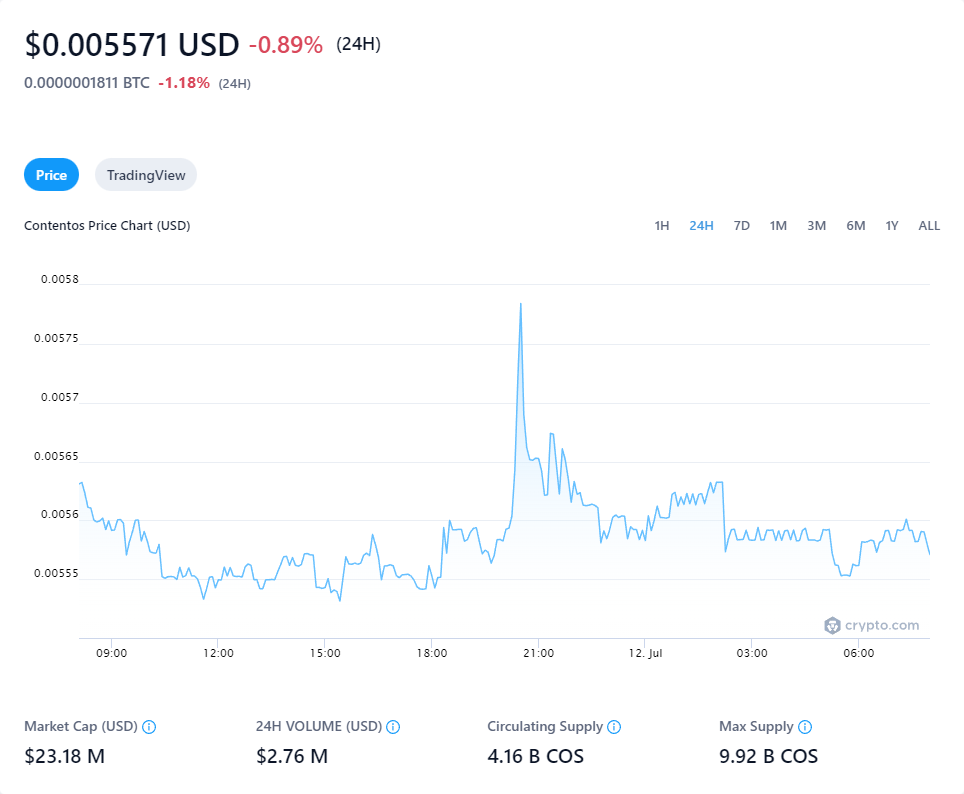 $0.005571 USD -0.89% (24H)
0.0000001811 BTC -1.18% (24H)
Price TradingView
Contentos Price Chart (USD) 1H 24H 7D 1M 3M 6M 1Y ALL
0.0058
0.00575
0.0057
0.00565
0.0056
0.00555
crypto.com
09:00 12:00 15:00 18:00 21:00 12. Jul 03:00 06:00
Market Cap (USD) 24H VOLUME (USD) Circulating Supply Max Supply
$23.18 M $2.76 M 4.16 B COS 9.92 B COS